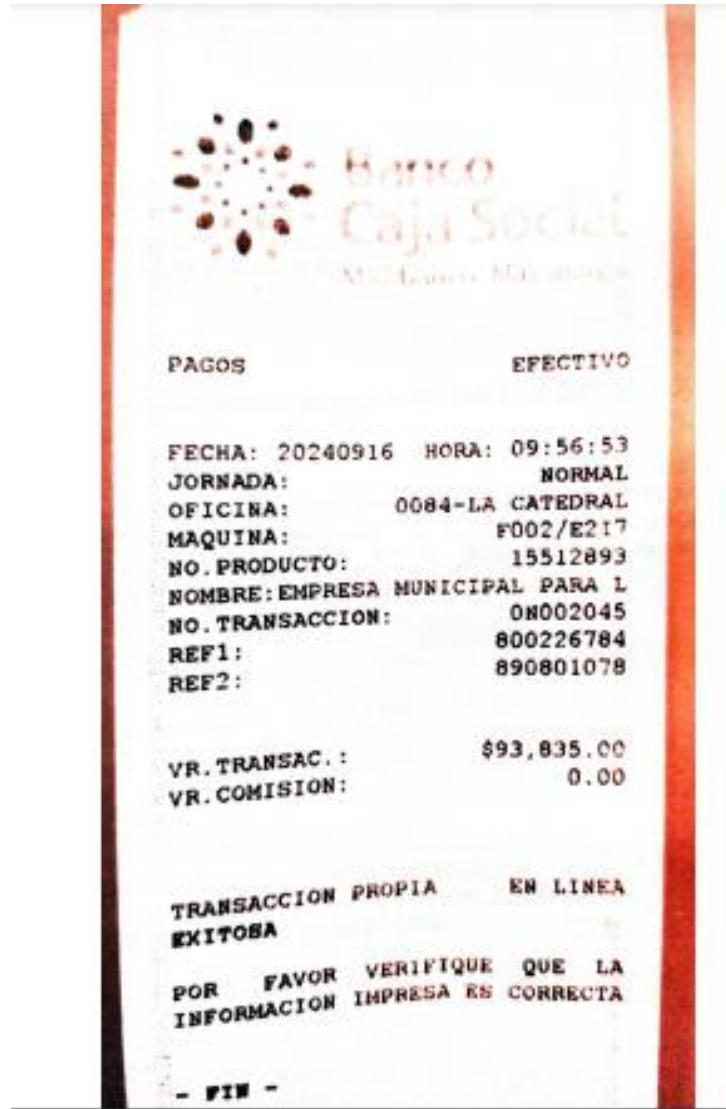 Banco
Caja Social
PAGOS EFECTIVO
FECHA: 20240916 HORA: 09:56:53
JORNADA: NORMAL
OFICINA: 0084-LA CATEDRAL
MAQUINA: F002/E217
NO.PRODUCTO: 15512893
NOMBRE:EMPRESA MUNICIPAL PARA L
NO.TRANSACCION: 0N002045
REF1: 800226784
REF2: 890801078
VR.TRANSAC.: $93,835.00
VR.COMISION: 0.00
TRANSACCION PROPIA EN LINEA
EXITOSA
POR FAVOR VERIFIQUE QUE LA
INFORMACION IMPRESA ES CORRECTA
- FIN -